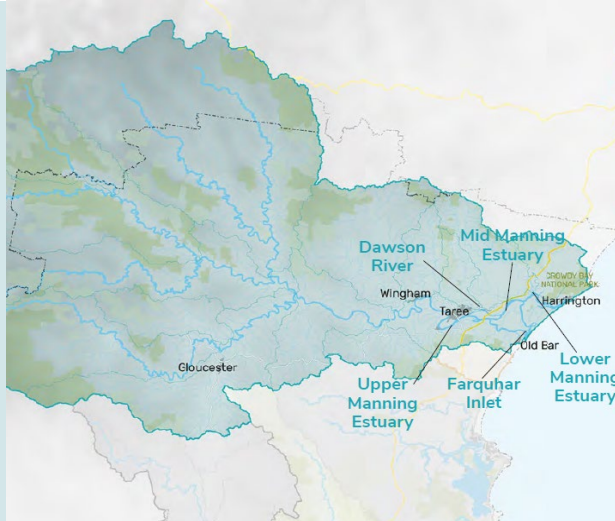 Dawson
River
Mid Manning
Estuary
CROWDY BAY
NATIONAL PARK
Wingham
Harrington
Taree
Old Bar
Gloucester
Upper
Manning
Estuary
Farquhar
Inlet
Lower
Manning
Estuary